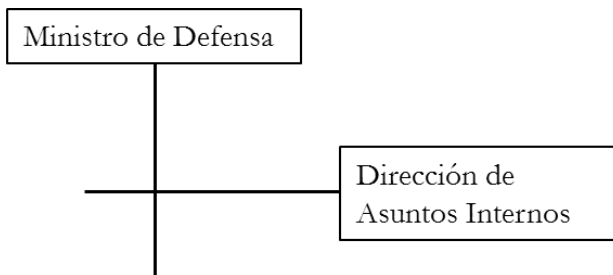 Ministro de Defensa
Dirección de
Asuntos Internos